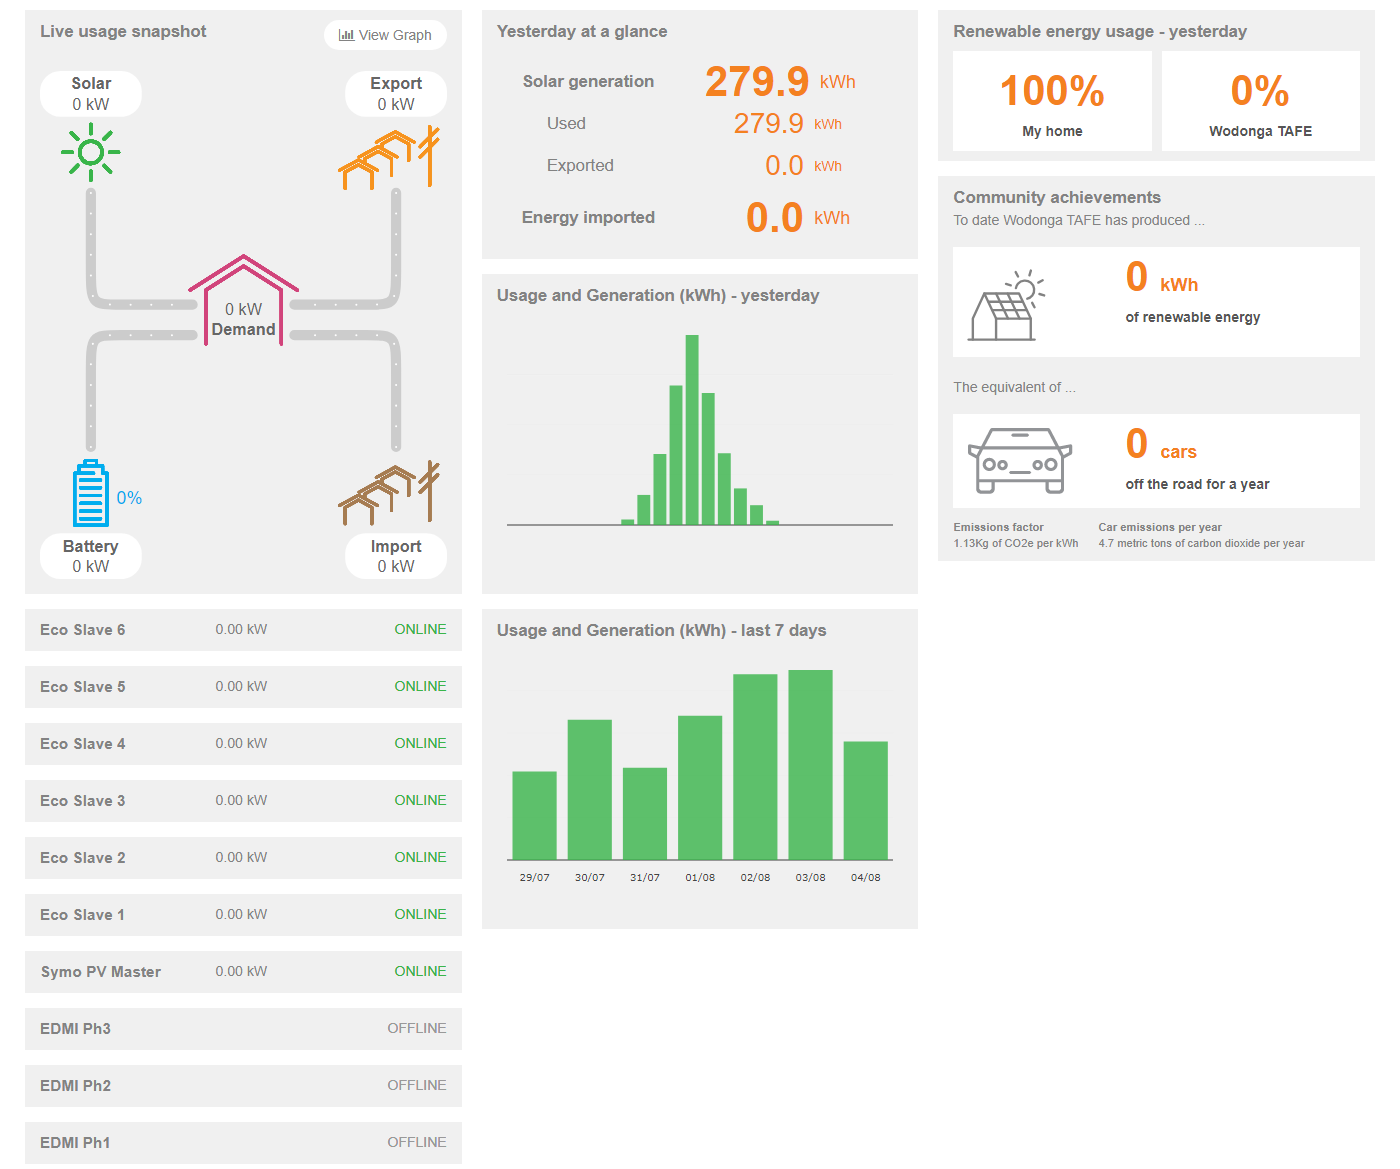 Live usage snapshot
View Graph
Solar
0 kW
Export
0 kW
0 kW
Demand
0%
Battery
0 kW
Import
0 kW
Eco Slave 6 0.00 kW ONLINE
Eco Slave 5 0.00 kW ONLINE
Eco Slave 4 0.00 kW ONLINE
Eco Slave 3 0.00 kW ONLINE
Eco Slave 2 0.00 kW ONLINE
Eco Slave 1 0.00 kW ONLINE
Symo PV Master 0.00 kW ONLINE
EDMI Ph3 OFFLINE
EDMI Ph2 OFFLINE
EDMI Ph1 OFFLINE
Yesterday at a glance
Solar generation 279.9 kWh
Used 279.9 kWh
Exported 0.0 kWh
Energy imported 0.0 kWh
Usage and Generation (kWh) - yesterday
Usage and Generation (kWh) - last 7 days
29/07 30/07 31/07 01/08 02/08 03/08 04/08
Renewable energy usage - yesterday
100%
My home
0%
Wodonga TAFE
Community achievements
To date Wodonga TAFE has produced ...
0 kWh
of renewable energy
The equivalent of ...
0 cars
off the road for a year
Emissions factor
1.13Kg of CO2e per kWh
Car emissions per year
4.7 metric tons of carbon dioxide per year